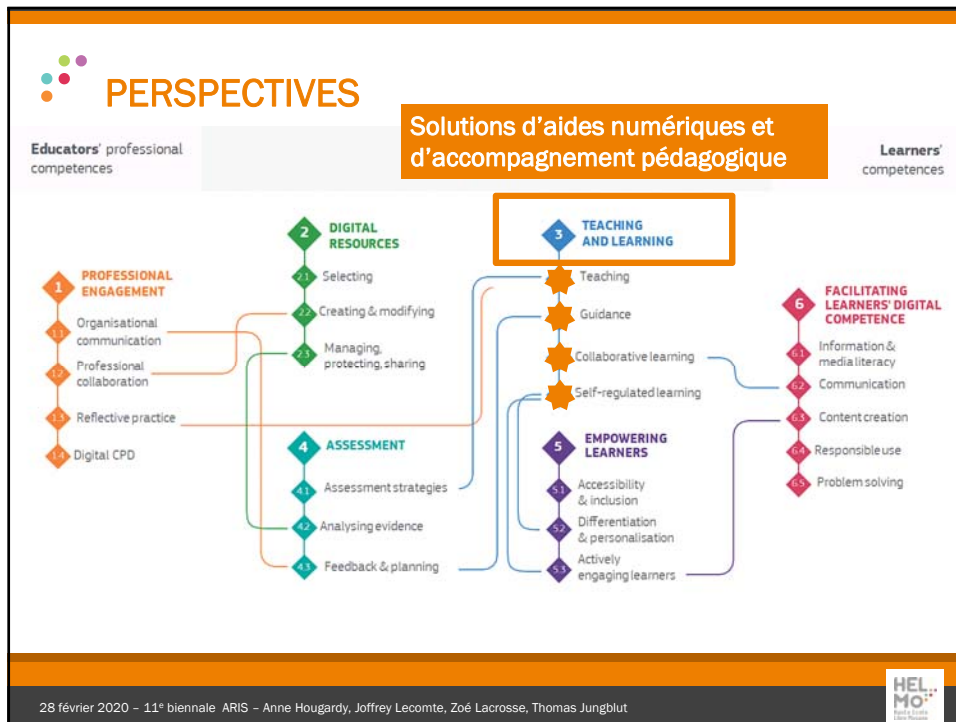 PERSPECTIVES
Solutions d'aides numériques et
d'accompagnement pédagogique
Educators' professional
competences
Learners'
competences
1
PROFESSIONAL
ENGAGEMENT
1.1
Organisational
communication
1.2
Professional
collaboration
1.3
Reflective practice
1.4
Digital CPD
2
DIGITAL
RESOURCES
2.1
Selecting
2.2
Creating & modifying
2.3
Managing,
protecting, sharing
3
TEACHING
AND LEARNING
Teaching
Guidance
Collaborative learning
Self-regulated learning
4
ASSESSMENT
4.1
Assessment strategies
4.2
Analysing evidence
4.3
Feedback & planning
5
EMPOWERING
LEARNERS
5.1
Accessibility
& inclusion
5.2
Differentiation
& personalisation
5.3
Actively
engaging learners
6
FACILITATING
LEARNERS' DIGITAL
COMPETENCE
6.1
Information &
media literacy
6.2
Communication
6.3
Content creation
6.4
Responsible use
6.5
Problem solving
28 février 2020 – 11e biennale ARIS – Anne Hougardy, Joffrey Lecomte, Zoé Lacrosse, Thomas Jungblut
HEL
MO
Haute Ecole
Libre Mosane